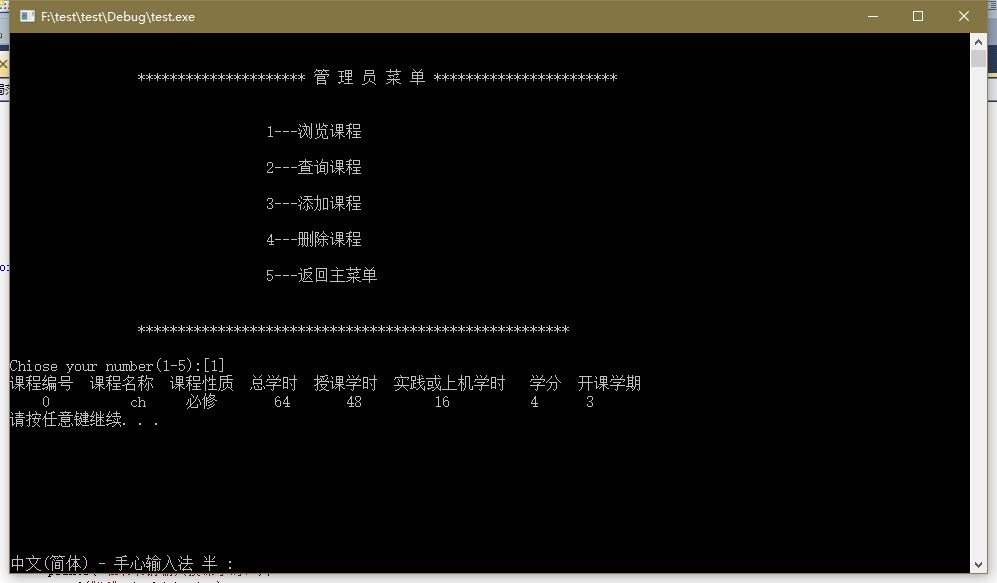 F:\test\test\Debug\test.exe
********************* 管 理 员 菜 单 ***********************
1---浏览课程
2---查询课程
3---添加课程
4---删除课程
5---返回主菜单
******************************************************
Chiose your number(1-5):[1]
课程编号 课程名称 课程性质 总学时 授课学时 实践或上机学时 学分 开课学期
0 ch 必修 64 48 16 4 3
请按任意键继续. . .
中文(简体) - 手心输入法 半 :